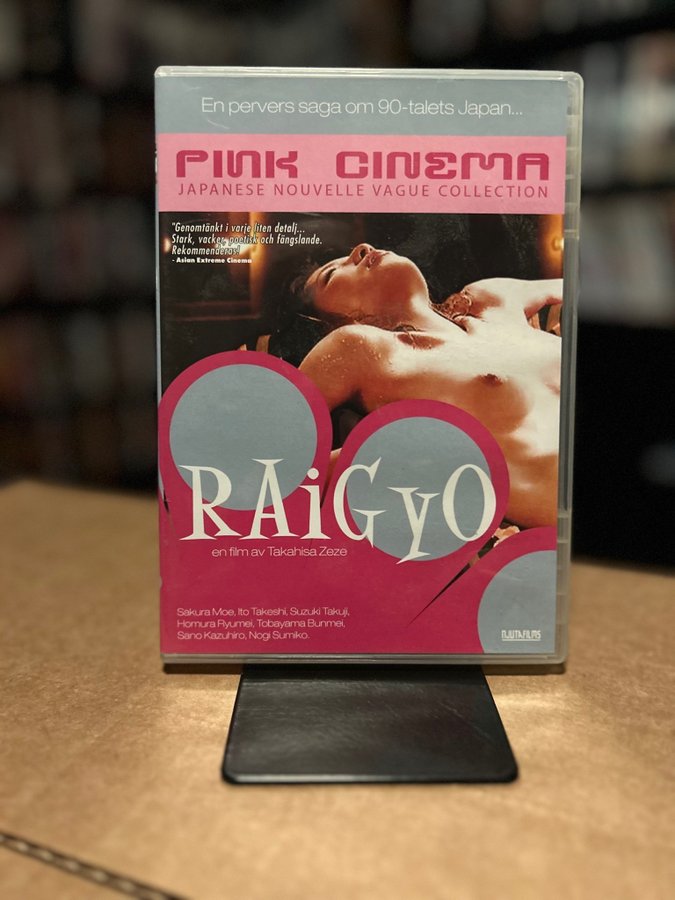 En pervers saga om 90-talets Japan...
PINK CINEMA
JAPANESE NOUVELLE VAGUE COLLECTION
"Genomtänkt i varje liten detalj...
Stark, vacker, poetisk och fängslande.
Rekommenderas!
- Asian Extreme Cinema
RAiGyO
en film av Takahisa Zeze
Sakura Moe, Ito Takeshi, Suzuki Takuji,
Homura Ryumei, Tobayama Bunmei,
Sano Kazuhiro, Nogi Sumiko.
NJUTAFILMS